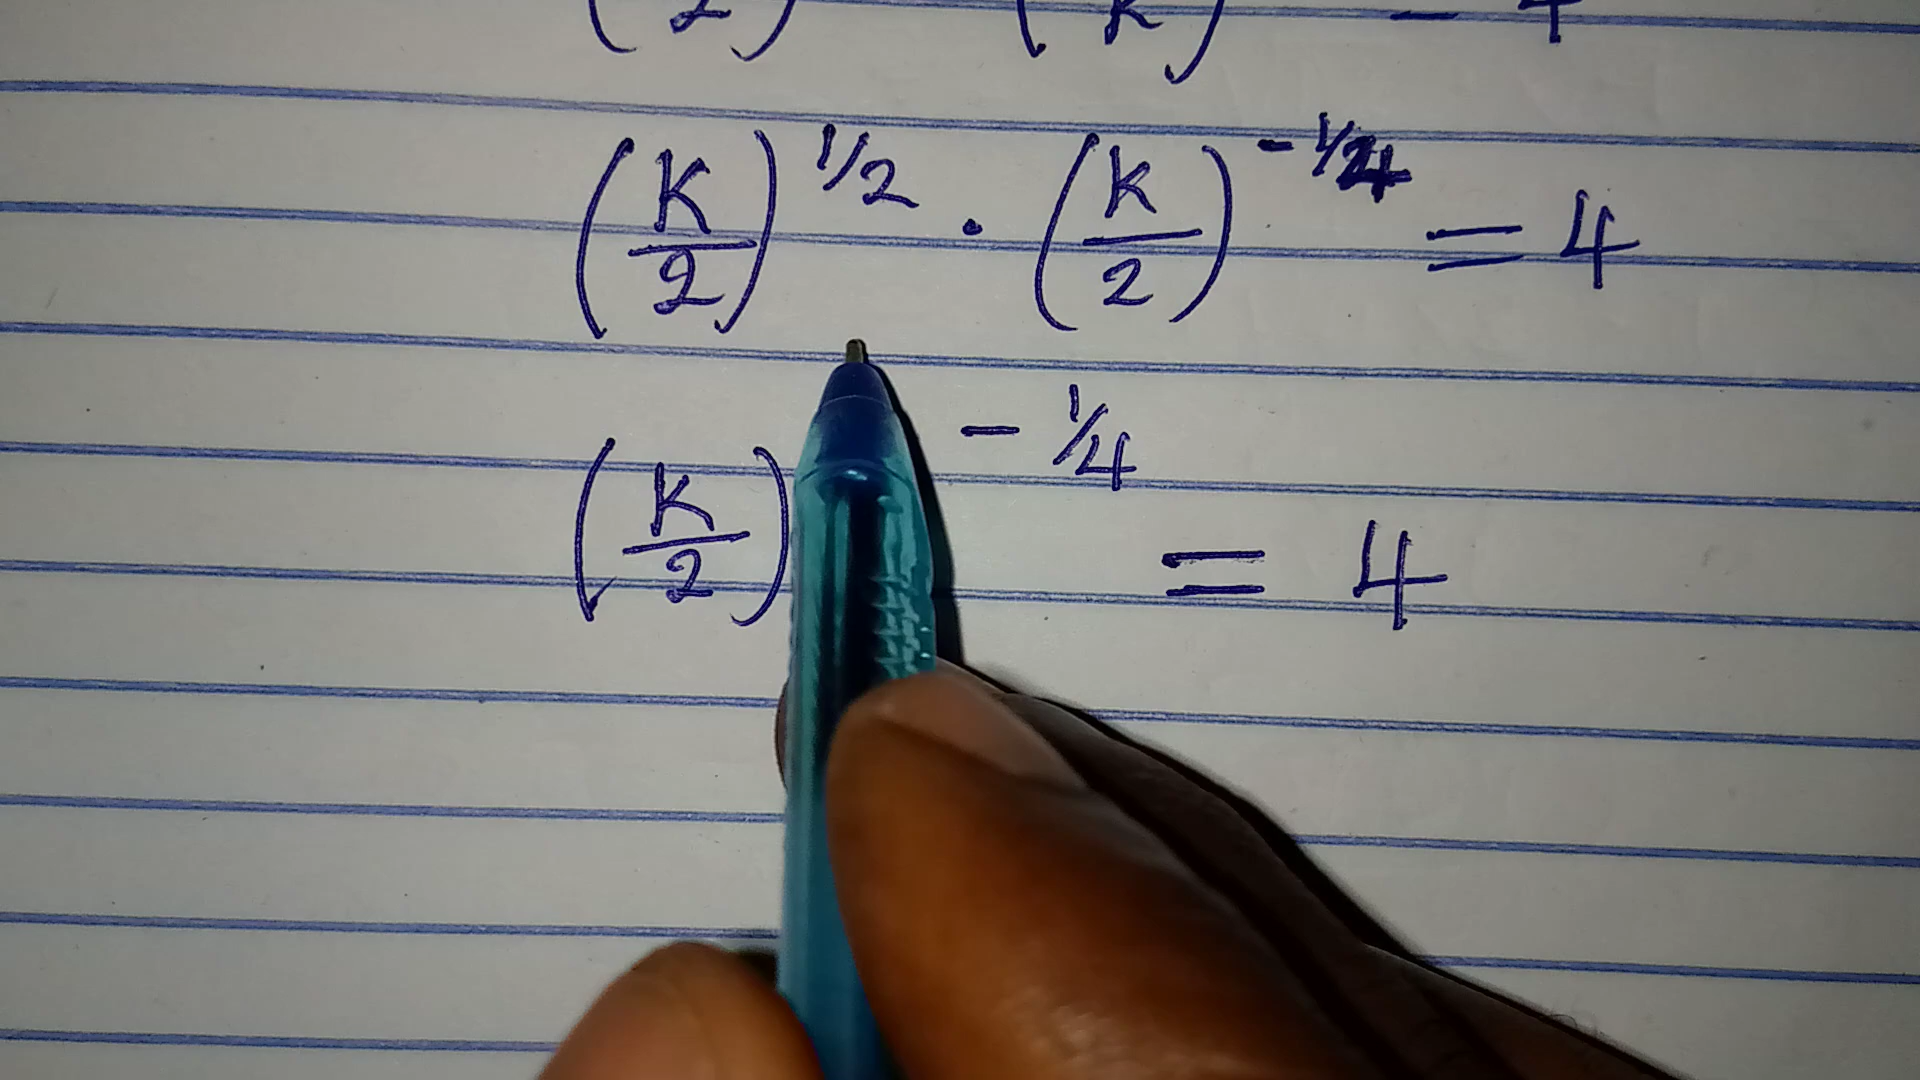 (K/2)^1/2 · (K/2)^-1/4 = 4
(K/2) - 1/4 = 4